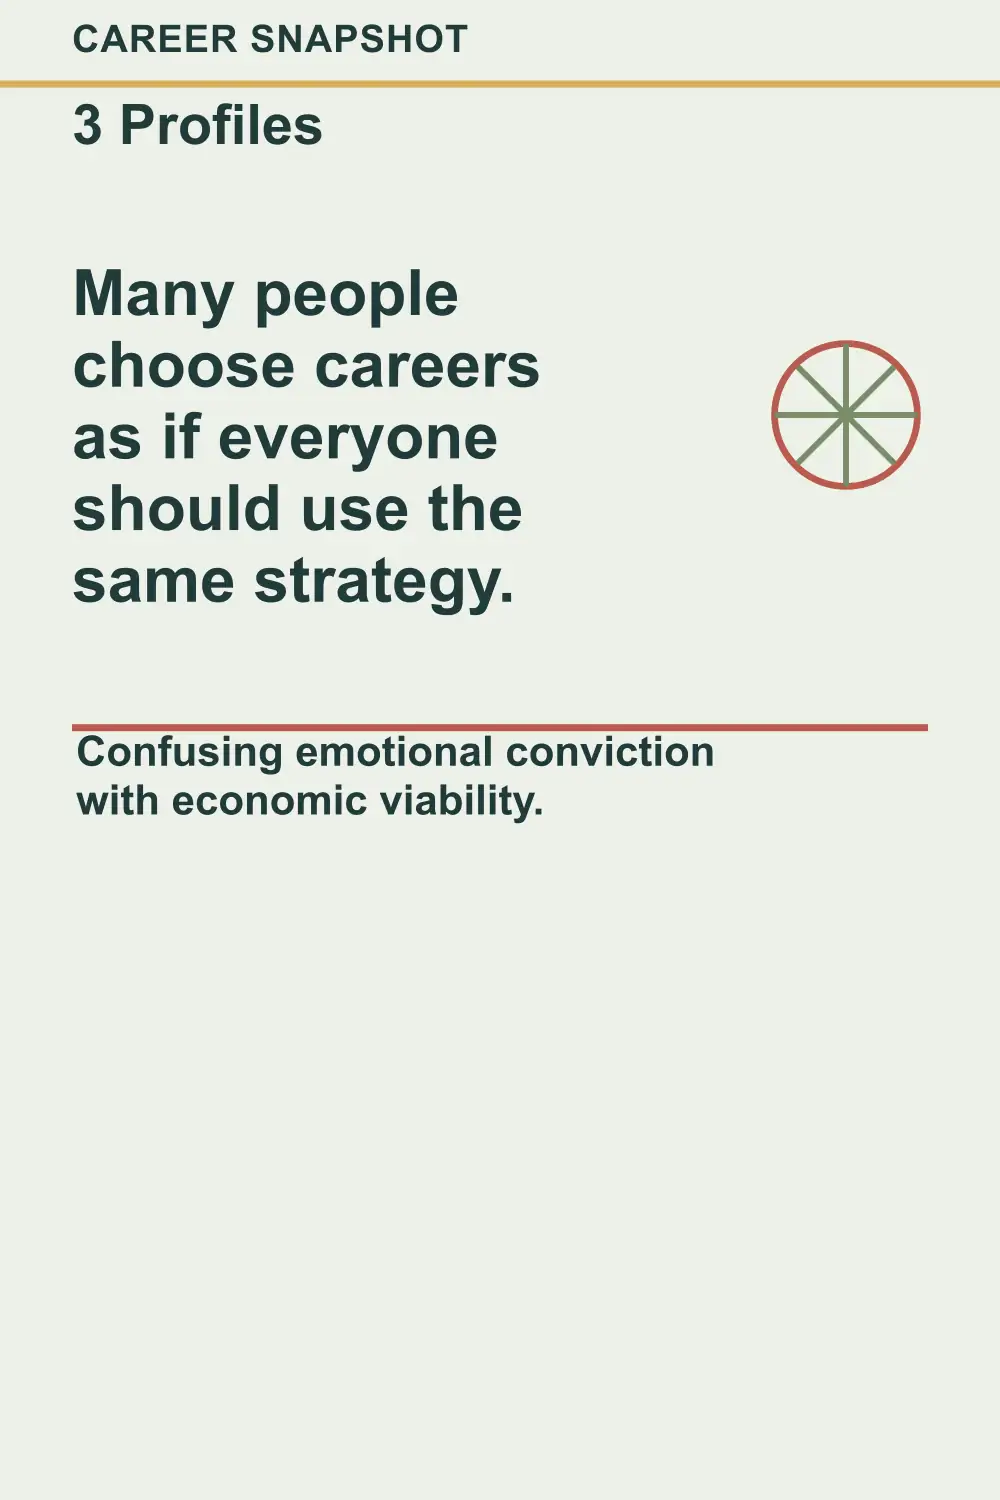 CAREER SNAPSHOT
3 Profiles
Many people
choose careers
as if everyone
should use the
same strategy.
Confusing emotional conviction
with economic viability.